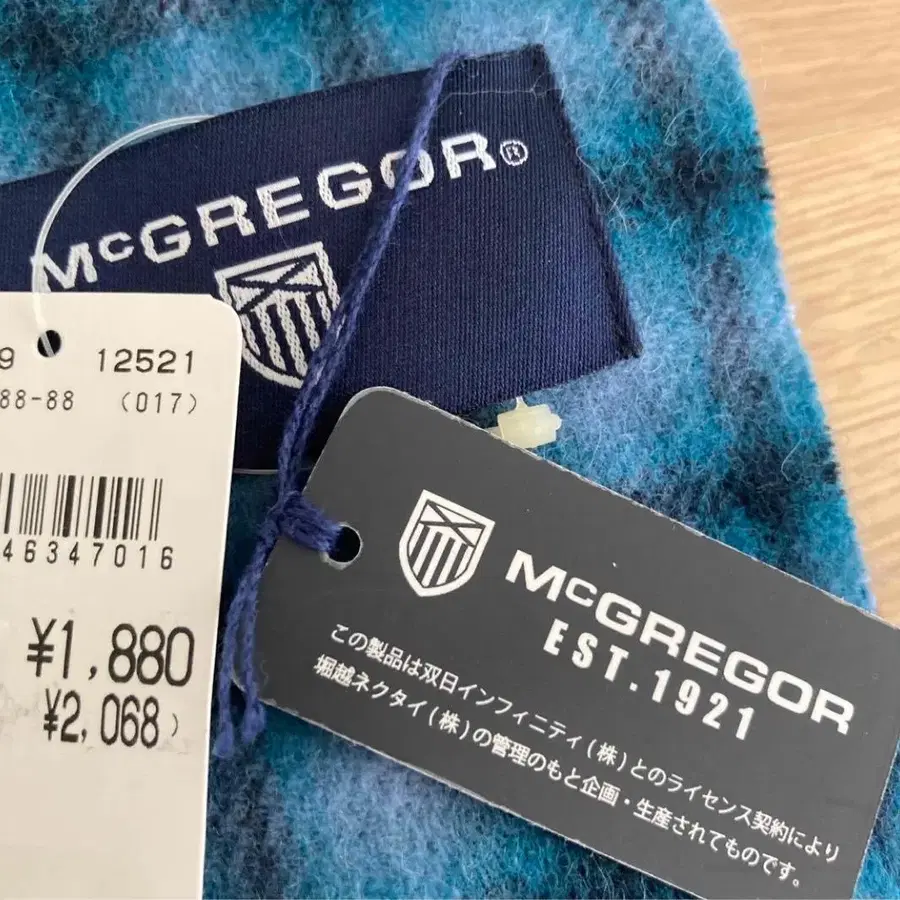 McGREGOR®
9 12521
88-88 (017)
46347016
¥1,880
¥2,068)
McGREGOR
EST.1921
この製品は双日インフィニティ(株)とのライセンス契約により
堀越ネクタイ(株)の管理のもと企画・生産されてものです。